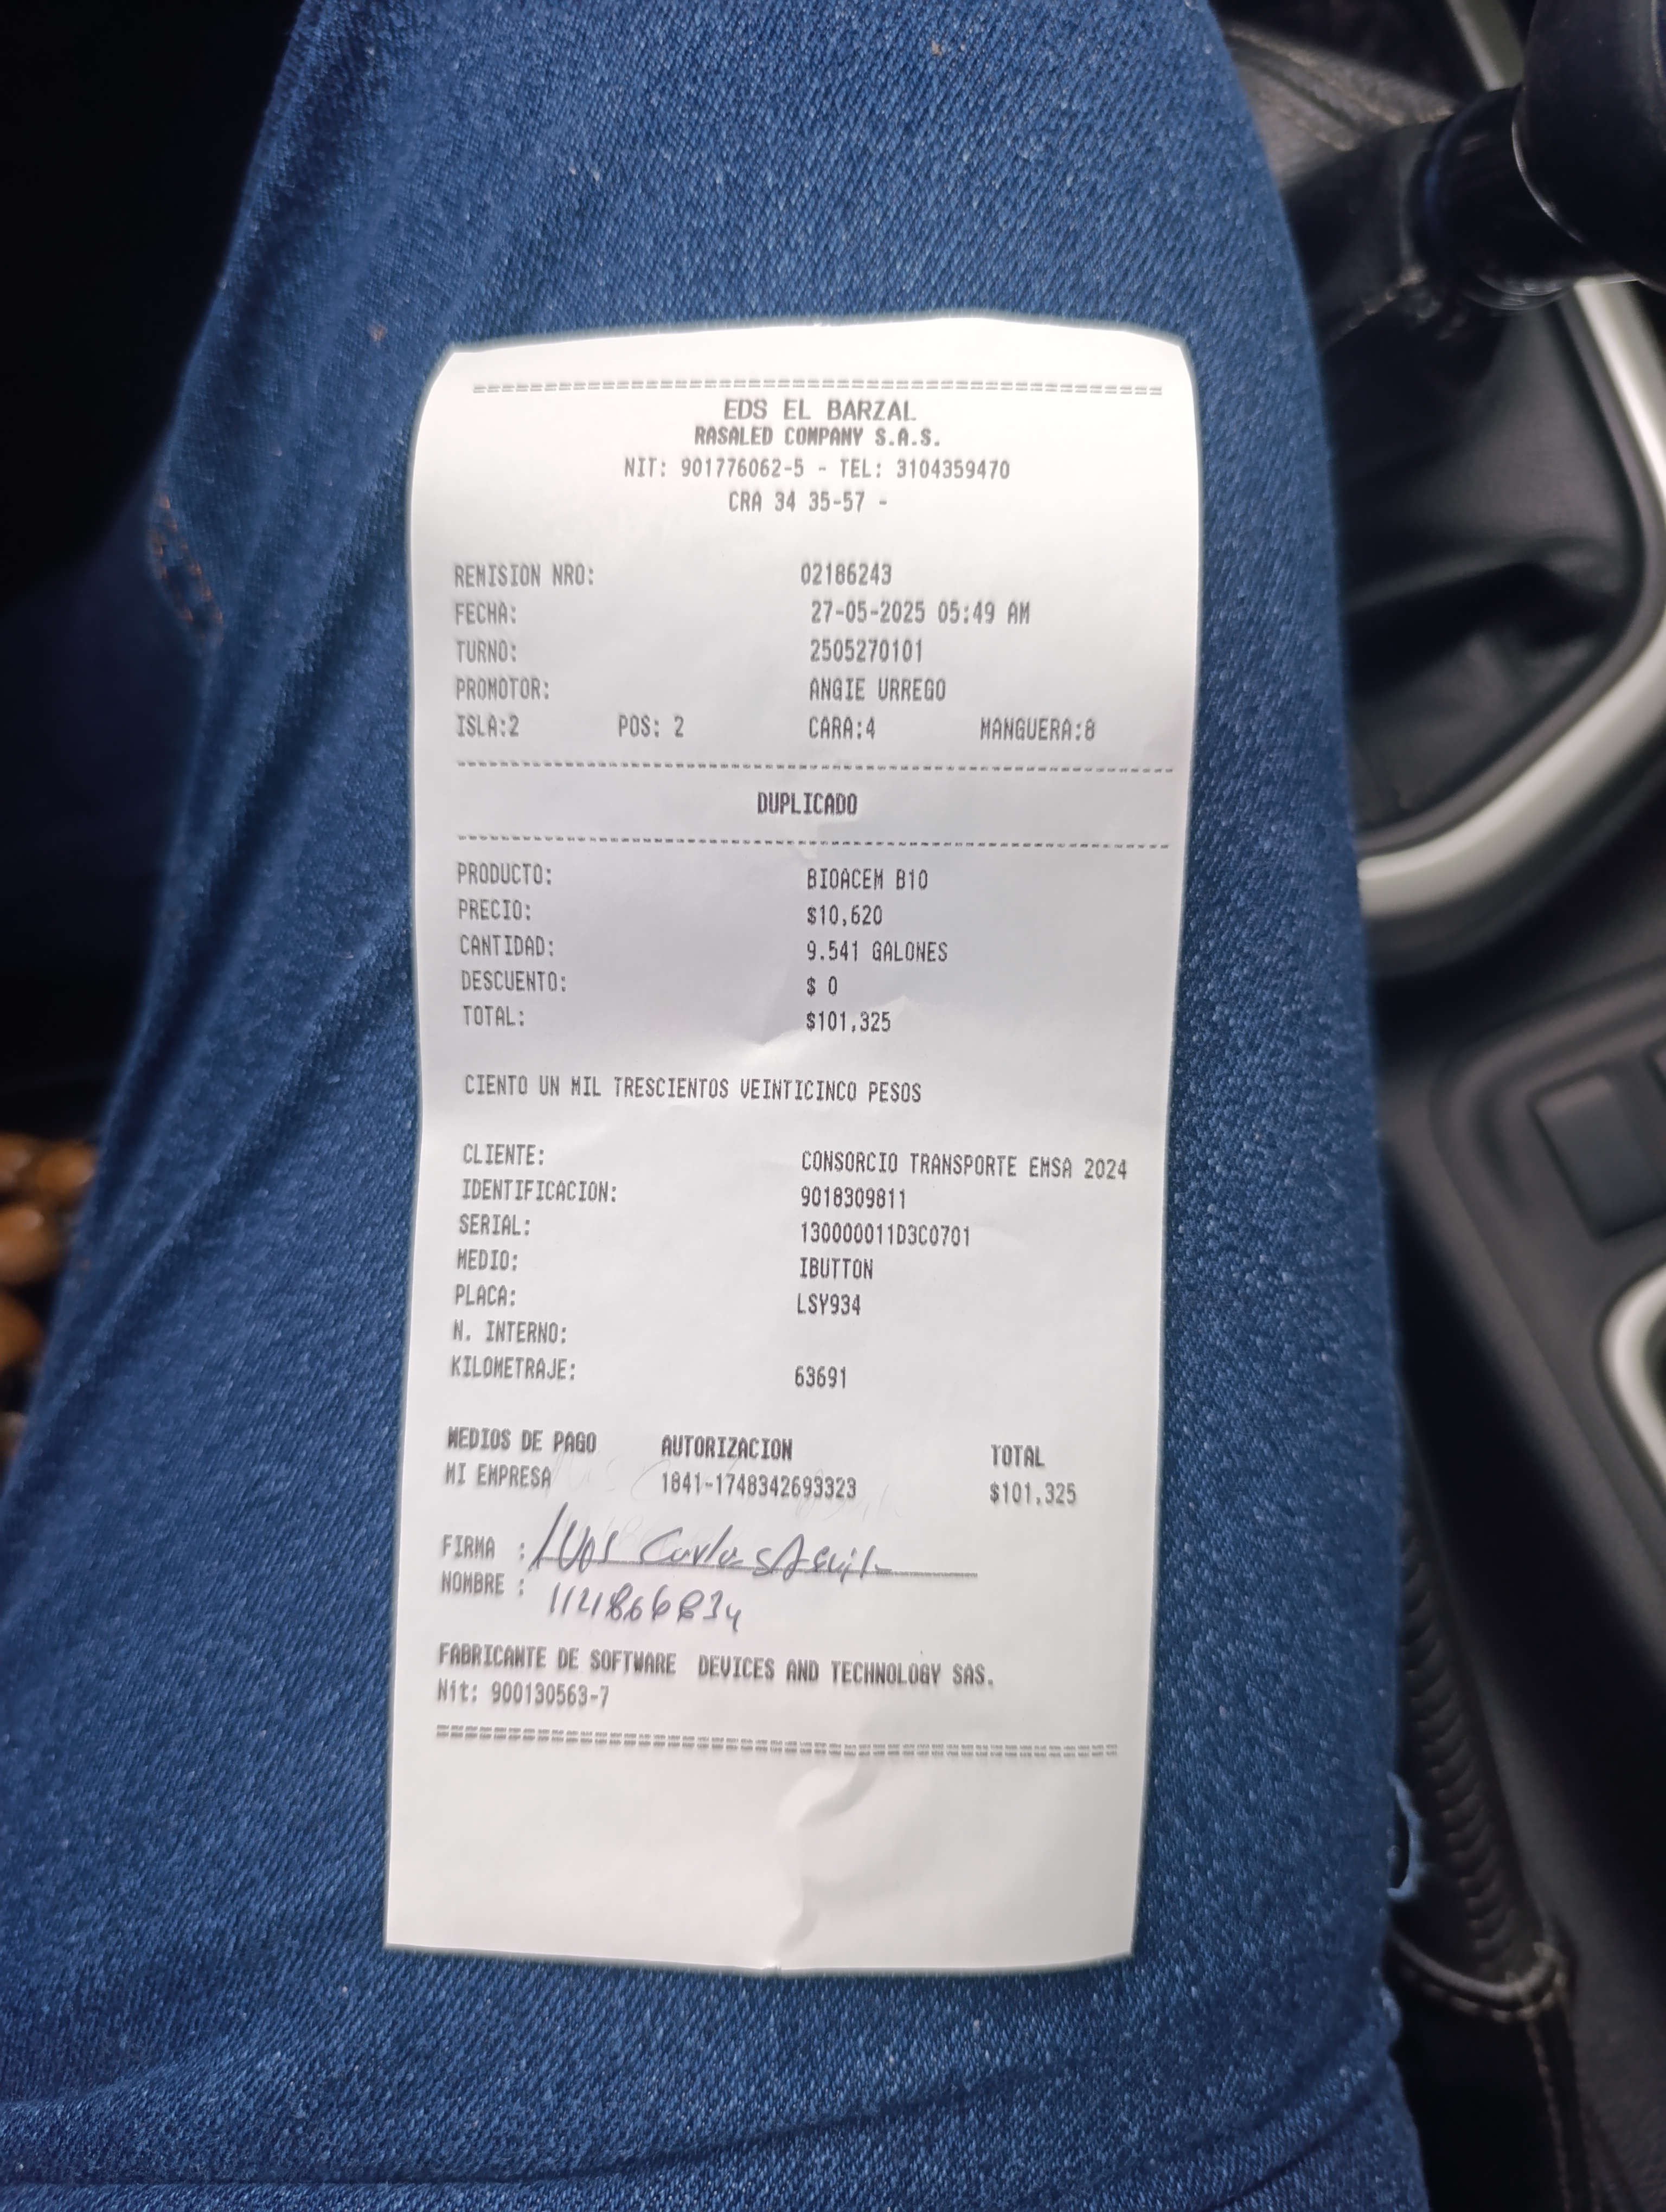 ================================================
EDS EL BARZAL
RASALED COMPANY S.A.S.
NIT: 901776062-5 - TEL: 3104359470
CRA 34 35-57 -
REMISION NRO: 02186243
FECHA: 27-05-2025 05:49 AM
TURNO: 2505270101
PROMOTOR: ANGIE URREGO
ISLA:2 POS: 2 CARA:4 MANGUERA:8
------------------------------------------------
DUPLICADO
------------------------------------------------
PRODUCTO: BIOACEM B10
PRECIO: $10,620
CANTIDAD: 9.541 GALONES
DESCUENTO: $ 0
TOTAL: $101,325
CIENTO UN MIL TRESCIENTOS VEINTICINCO PESOS
CLIENTE: CONSORCIO TRANSPORTE EMSA 2024
IDENTIFICACION: 9018309811
SERIAL: 130000011D3C0701
MEDIO: IBUTTON
PLACA: LSY934
N. INTERNO:
KILOMETRAJE: 63691
MEDIOS DE PAGO AUTORIZACION TOTAL
MI EMPRESA 1841-1748342693323 $101,325
FIRMA : Luis Carlos
NOMBRE :
FABRICANTE DE SOFTWARE DEVICES AND TECHNOLOGY SAS.
Nit: 900130563-7
================================================